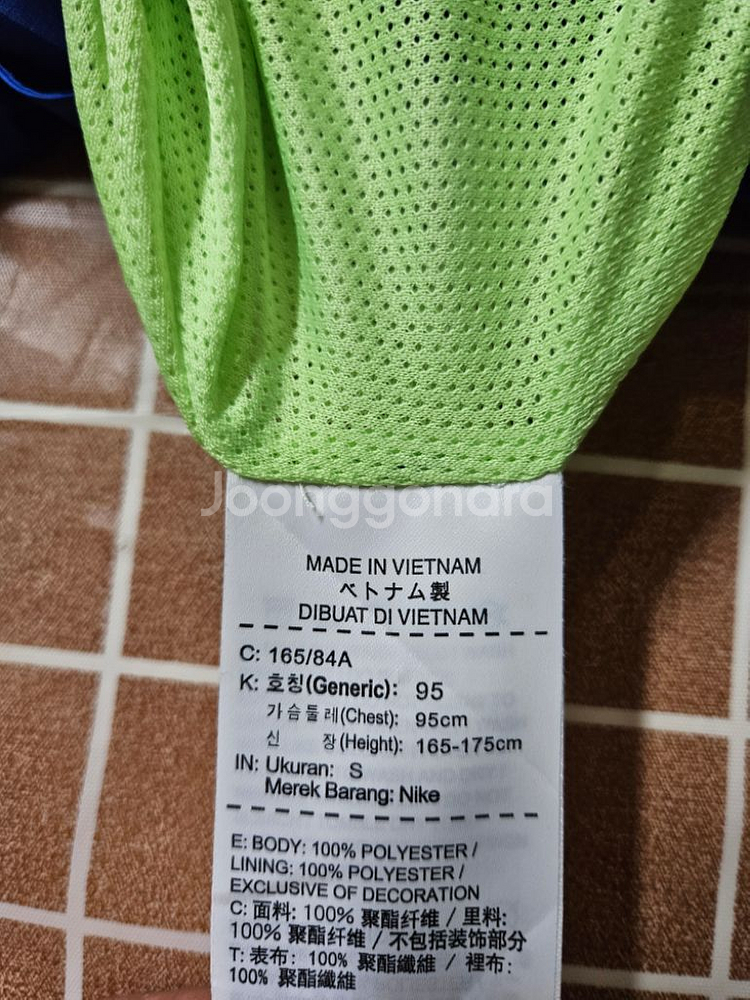 Joonggonara
MADE IN VIETNAM
ベトナム製
DIBUAT DI VIETNAM
C: 165/84A
K: 호칭(Generic): 95
가슴둘레(Chest): 95cm
신 장(Height): 165-175cm
IN: Ukuran: S
Merek Barang: Nike
E: BODY: 100% POLYESTER /
LINING: 100% POLYESTER /
EXCLUSIVE OF DECORATION
C: 面料: 100% 聚酯纤维 / 里料:
100% 聚酯纤维 / 不包括装饰部分
T: 表布: 100% 聚酯纖維 / 裡布:
100% 聚酯纖維